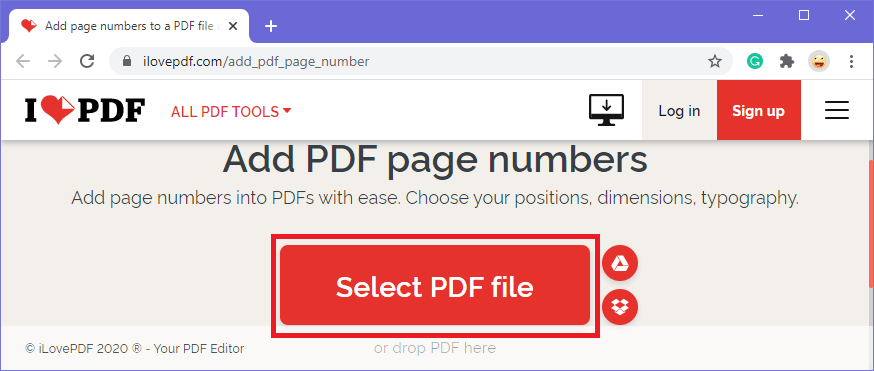 Add page numbers to a PDF file
ilovepdf.com/add_pdf_page_number
I PDF
ALL PDF TOOLS
Log in
Sign up
Add PDF page numbers
Add page numbers into PDFs with ease. Choose your positions, dimensions, typography.
Select PDF file
or drop PDF here
© iLovePDF 2020 ® - Your PDF Editor